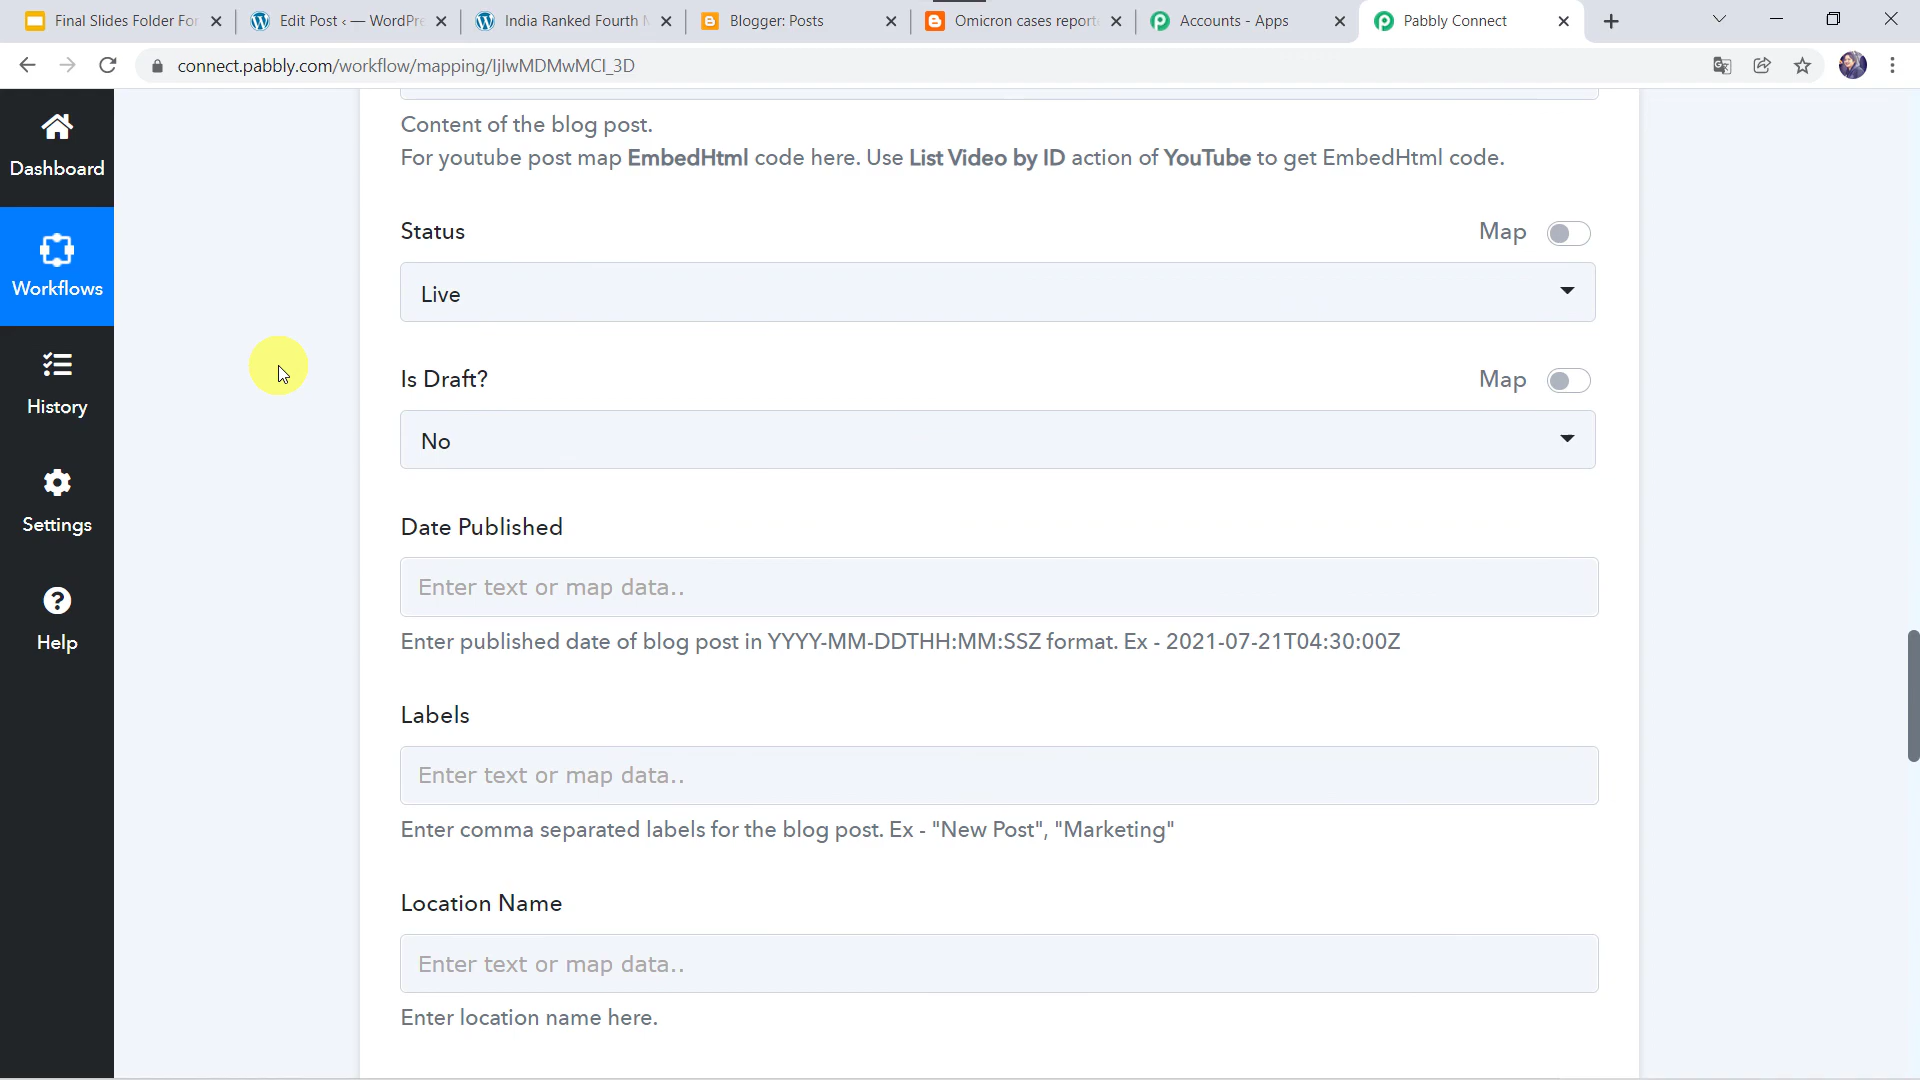 Final Slides Folder For
Edit Post ‹ — WordPre
India Ranked Fourth
Blogger: Posts
Omicron cases report
Accounts - Apps
Pabbly Connect
connect.pabbly.com/workflow/mapping/IjIwMDMwMCI_3D
Dashboard
Workflows
History
Settings
Help
Content of the blog post.
For youtube post map EmbedHtml code here. Use List Video by ID action of YouTube to get EmbedHtml code.
Status
Map
Live
Is Draft?
Map
No
Date Published
Enter text or map data..
Enter published date of blog post in YYYY-MM-DDTHH:MM:SSZ format. Ex - 2021-07-21T04:30:00Z
Labels
Enter text or map data..
Enter comma separated labels for the blog post. Ex - "New Post", "Marketing"
Location Name
Enter text or map data..
Enter location name here.